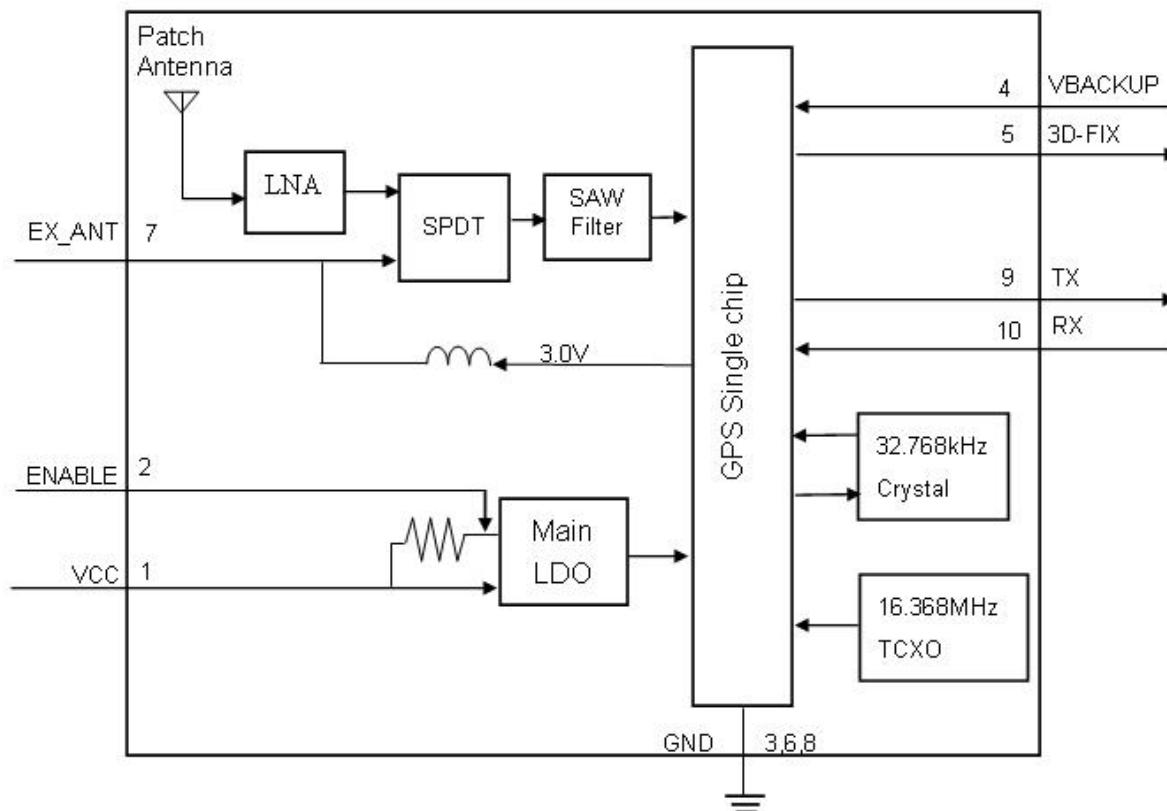 Patch
Antenna
LNA
SPDT
SAW
Filter
EX_ANT 7
3.0V
ENABLE 2
VCC 1
Main
LDO
GPS Single chip
4 VBACKUP
5 3D-FIX
9 TX
10 RX
32.768kHz
Crystal
16.368MHz
TCXO
GND 3,6,8